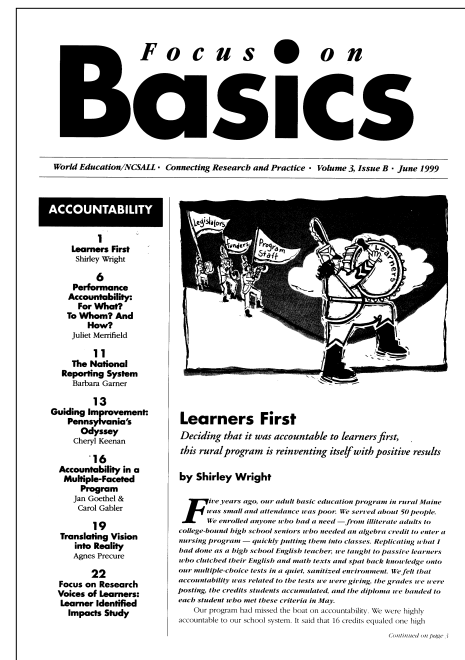 Focus on
Basics
World Education/NCSALL · Connecting Research and Practice · Volume 3, Issue B · June 1999
ACCOUNTABILITY
1
Learners First
Shirley Wright
6
Performance
Accountability:
For What?
To Whom? And
How?
Juliet Merrifield
11
The National
Reporting System
Barbara Garner
13
Guiding Improvement:
Pennsylvania's
Odyssey
Cheryl Keenan
16
Accountability in a
Multiple-Faceted
Program
Jan Goethel &
Carol Gabler
19
Translating Vision
into Reality
Agnes Precure
22
Focus on Research
Voices of Learners:
Learner Identified
Impacts Study
Legislators
Funders
Program
Staff
Learners
Learners First
Deciding that it was accountable to learners first,
this rural program is reinventing itself with positive results
by Shirley Wright
Five years ago, our adult basic education program in rural Maine
was small and attendance was poor. We served about 50 people.
We enrolled anyone who had a need — from illiterate adults to
college-bound high school seniors who needed an algebra credit to enter a
nursing program — quickly putting them into classes. Replicating what I
had done as a high school English teacher, we taught to passive learners
who clutched their English and math texts and spat back knowledge onto
our multiple-choice tests in a quiet, sanitized environment. We felt that
accountability was related to the tests we were giving, the grades we were
posting, the credits students accumulated, and the diploma we handed to
each student who met these criteria in May.
Our program had missed the boat on accountability. We were highly
accountable to our school system. It said that 16 credits equaled one high
Continued on page 3